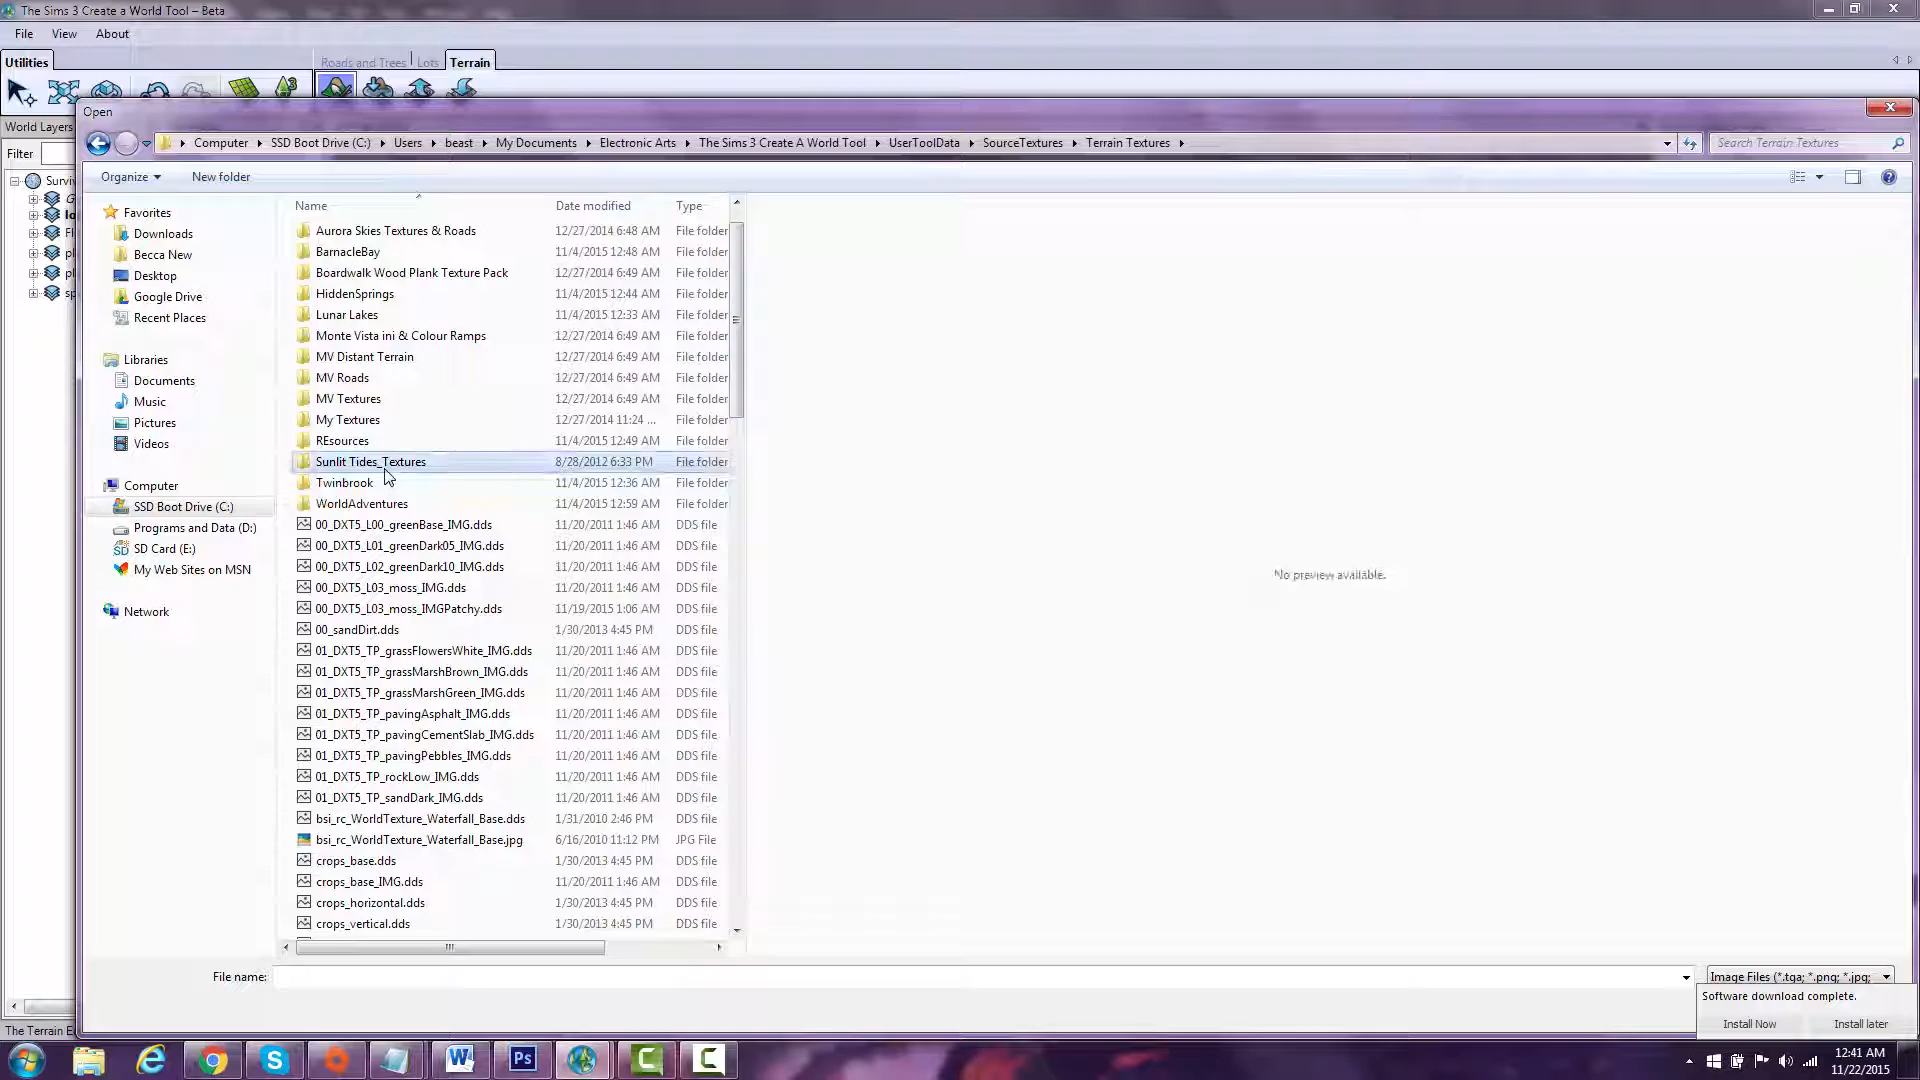 The Sims 3 Create a World Tool – Beta
File View About
Utilities Roads and Trees Lots Terrain
Open
World Layers
Computer SSD Boot Drive (C:) Users beast My Documents Electronic Arts The Sims 3 Create A World Tool UserToolData SourceTextures Terrain Textures Search Terrain Textures
Filter
Organize New folder
Surviv
Name Date modified Type
Favorites
Downloads
Becca New
Desktop
Google Drive
Recent Places
Libraries
Documents
Music
Pictures
Videos
Computer
SSD Boot Drive (C:)
Programs and Data (D:)
SD Card (E:)
My Web Sites on MSN
Network
Aurora Skies Textures & Roads 12/27/2014 6:48 AM File folder
BarnacleBay 11/4/2015 12:48 AM File folder
Boardwalk Wood Plank Texture Pack 12/27/2014 6:49 AM File folder
HiddenSprings 11/4/2015 12:44 AM File folder
Lunar Lakes 11/4/2015 12:33 AM File folder
Monte Vista ini & Colour Ramps 12/27/2014 6:49 AM File folder
MV Distant Terrain 12/27/2014 6:49 AM File folder
MV Roads 12/27/2014 6:49 AM File folder
MV Textures 12/27/2014 6:49 AM File folder
My Textures 12/27/2014 11:24 ... File folder
REsources 11/4/2015 12:49 AM File folder
Sunlit Tides_Textures 8/28/2012 6:33 PM File folder
Twinbrook 11/4/2015 12:36 AM File folder
WorldAdventures 11/4/2015 12:59 AM File folder
00_DXT5_L00_greenBase_IMG.dds 11/20/2011 1:46 AM DDS file
00_DXT5_L01_greenDark05_IMG.dds 11/20/2011 1:46 AM DDS file
00_DXT5_L02_greenDark10_IMG.dds 11/20/2011 1:46 AM DDS file
00_DXT5_L03_moss_IMG.dds 11/20/2011 1:46 AM DDS file
00_DXT5_L03_moss_IMGPatchy.dds 11/19/2015 1:06 AM DDS file
00_sandDirt.dds 1/30/2013 4:45 PM DDS file
01_DXT5_TP_grassFlowersWhite_IMG.dds 11/20/2011 1:46 AM DDS file
01_DXT5_TP_grassMarshBrown_IMG.dds 11/20/2011 1:46 AM DDS file
01_DXT5_TP_grassMarshGreen_IMG.dds 11/20/2011 1:46 AM DDS file
01_DXT5_TP_pavingAsphalt_IMG.dds 11/20/2011 1:46 AM DDS file
01_DXT5_TP_pavingCementSlab_IMG.dds 11/20/2011 1:46 AM DDS file
01_DXT5_TP_pavingPebbles_IMG.dds 11/20/2011 1:46 AM DDS file
01_DXT5_TP_rockLow_IMG.dds 11/20/2011 1:46 AM DDS file
01_DXT5_TP_sandDark_IMG.dds 11/20/2011 1:46 AM DDS file
bsi_rc_WorldTexture_Waterfall_Base.dds 1/31/2010 2:46 PM DDS file
bsi_rc_WorldTexture_Waterfall_Base.jpg 6/16/2010 11:12 PM JPG File
crops_base.dds 1/30/2013 4:45 PM DDS file
crops_base_IMG.dds 11/20/2011 1:46 AM DDS file
crops_horizontal.dds 1/30/2013 4:45 PM DDS file
crops_vertical.dds 1/30/2013 4:45 PM DDS file
No preview available.
File name: Image Files (*.tga; *.png; *.jpg;
Software download complete.
Install Now Install later
The Terrain E
12:41 AM
11/22/2015